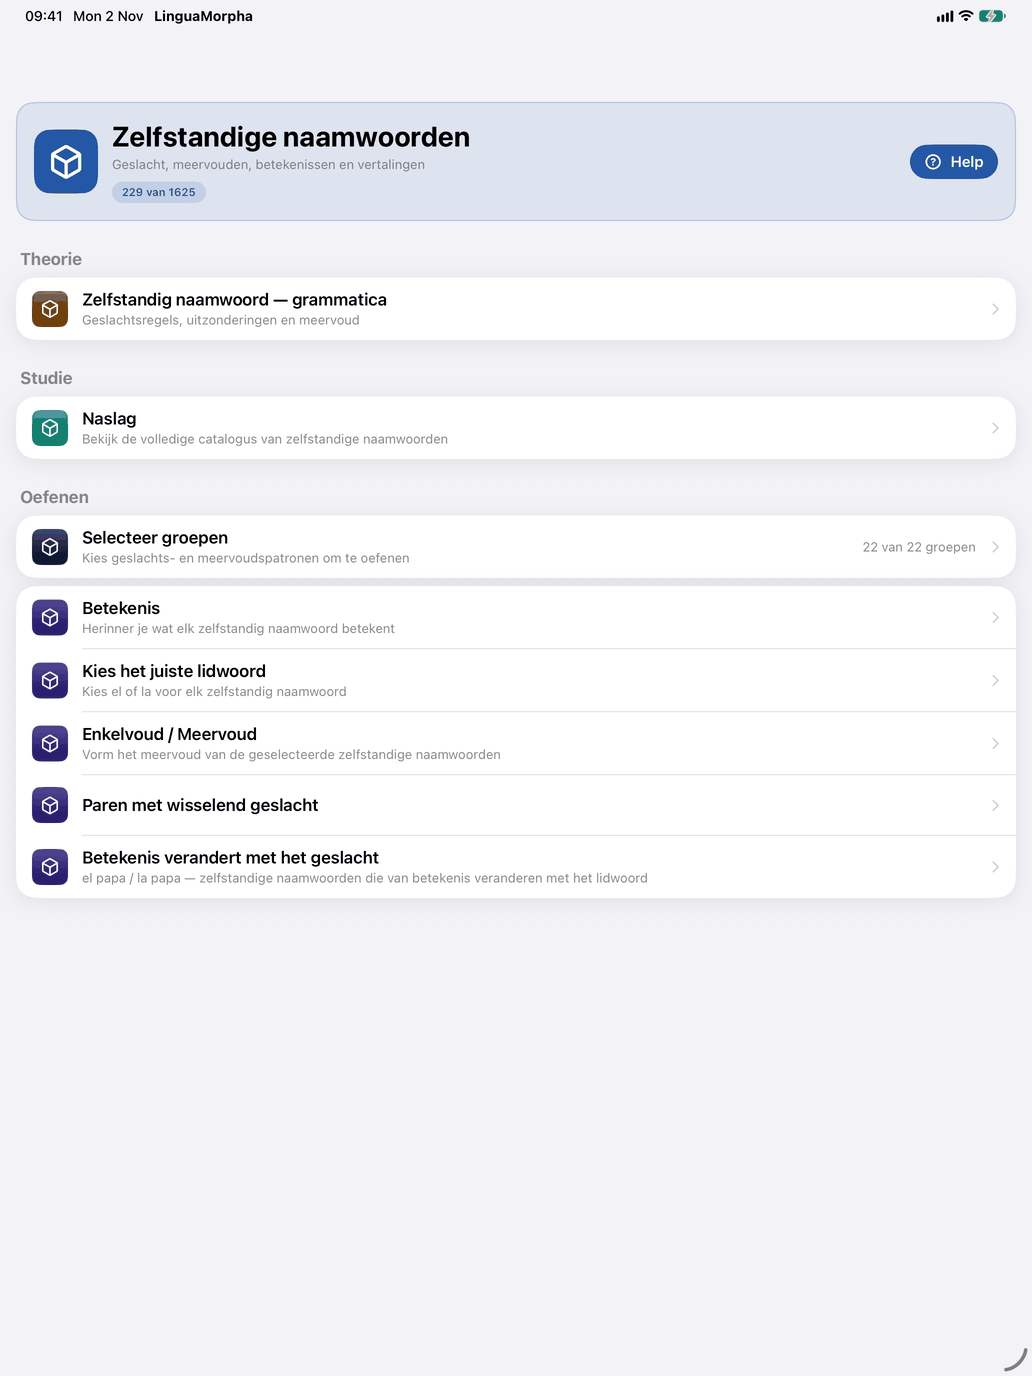 09:41 Mon 2 Nov LinguaMorpha
Zelfstandige naamwoorden
Geslacht, meervouden, betekenissen en vertalingen
229 van 1625
Help
Theorie
Zelfstandig naamwoord — grammatica
Geslachtsregels, uitzonderingen en meervoud
Studie
Naslag
Bekijk de volledige catalogus van zelfstandige naamwoorden
Oefenen
Selecteer groepen
Kies geslachts- en meervoudspatronen om te oefenen
22 van 22 groepen
Betekenis
Herinner je wat elk zelfstandig naamwoord betekent
Kies het juiste lidwoord
Kies el of la voor elk zelfstandig naamwoord
Enkelvoud / Meervoud
Vorm het meervoud van de geselecteerde zelfstandige naamwoorden
Paren met wisselend geslacht
Betekenis verandert met het geslacht
el papa / la papa — zelfstandige naamwoorden die van betekenis veranderen met het lidwoord